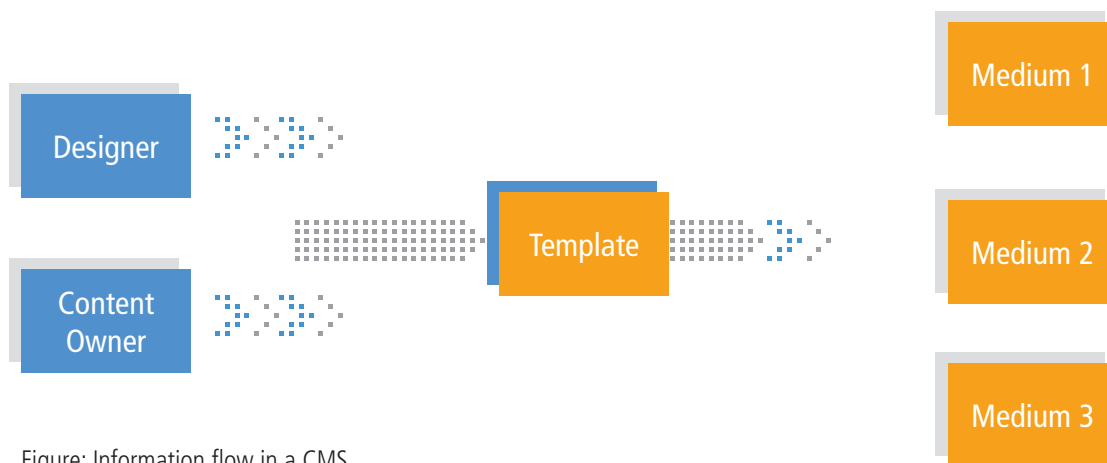 Designer
Content
Owner
Template
Medium 1
Medium 2
Medium 3
Figure: Information flow in a CMS